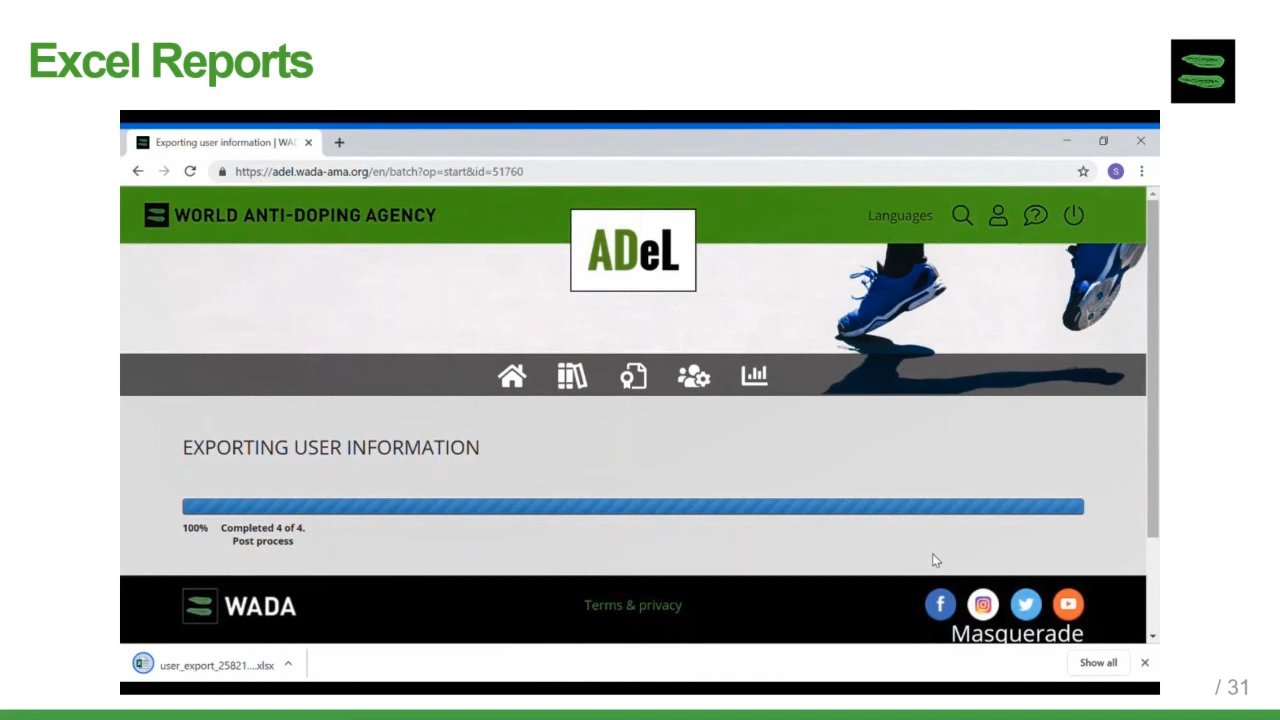 Excel Reports
Exporting user information | WAD
https://adel.wada-ama.org/en/batch?op=start&id=51760
S
WORLD ANTI-DOPING AGENCY
Languages
ADeL
EXPORTING USER INFORMATION
100% Completed 4 of 4.
Post process
WADA
Terms & privacy
Masquerade
user_export_25821....xlsx
Show all
/ 31